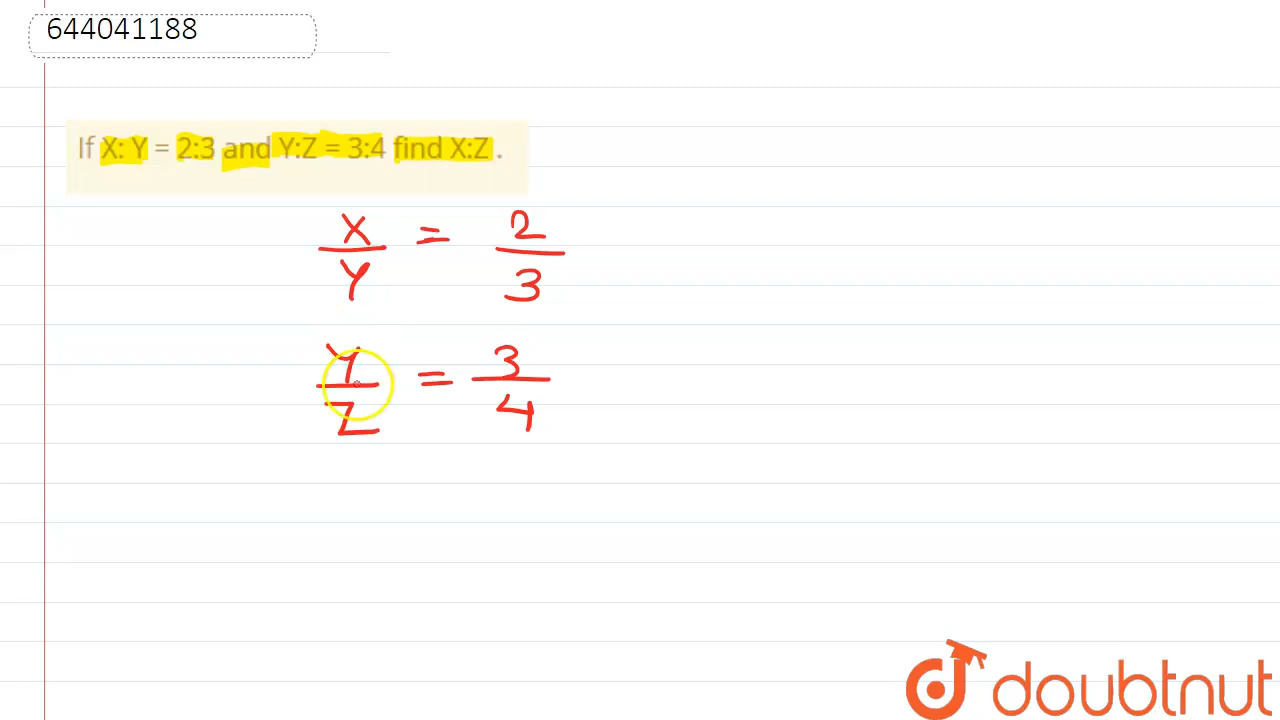 644041188
If X: Y = 2:3 and Y:Z = 3:4 find X:Z .
X/Y = 2/3
Y/Z = 3/4
doubtnut